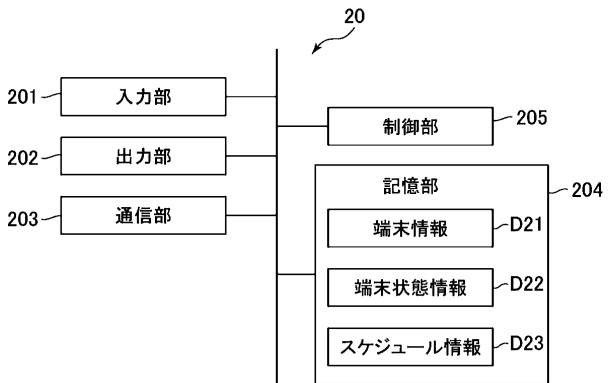 20
201 入力部
202 出力部
203 通信部
制御部 205
記憶部 204
端末情報 D21
端末状態情報 D22
スケジュール情報 D23